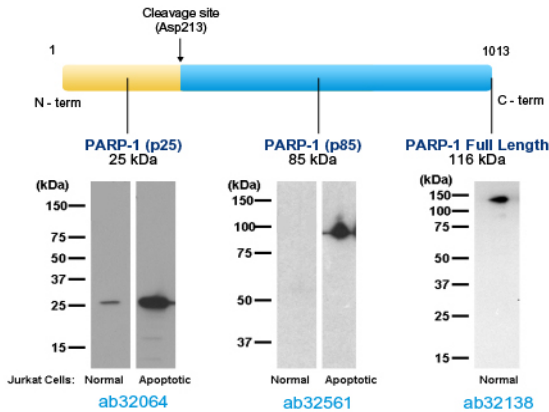 Cleavage site
(Asp213)
1
1013
N - term
C - term
PARP-1 (p25)
25 kDa
PARP-1 (p85)
85 kDa
PARP-1 Full Length
116 kDa
(kDa)
150
75
50
37
25
15
(kDa)
150
100
75
50
37
(kDa)
150
100
75
50
37
25
15
Jurkat Cells: Normal Apoptotic
Normal Apoptotic
Normal
ab32064
ab32561
ab32138